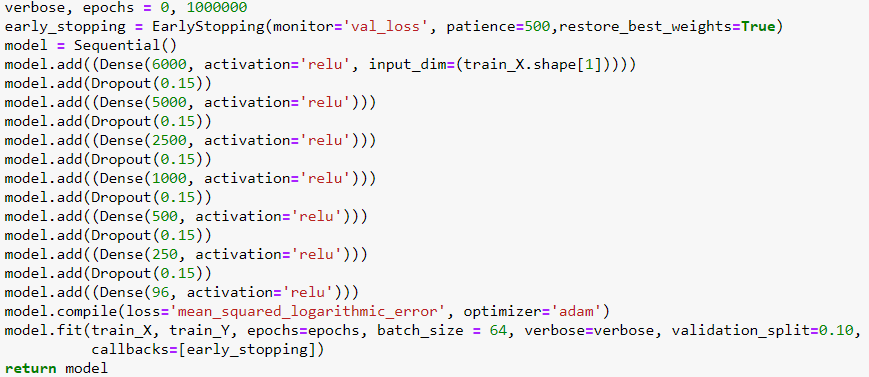 verbose, epochs = 0, 1000000
early_stopping = EarlyStopping(monitor='val_loss', patience=500,restore_best_weights=True)
model = Sequential()
model.add((Dense(6000, activation='relu', input_dim=(train_X.shape[1]))))
model.add(Dropout(0.15))
model.add((Dense(5000, activation='relu')))
model.add(Dropout(0.15))
model.add((Dense(2500, activation='relu')))
model.add(Dropout(0.15))
model.add((Dense(1000, activation='relu')))
model.add(Dropout(0.15))
model.add((Dense(500, activation='relu')))
model.add(Dropout(0.15))
model.add((Dense(250, activation='relu')))
model.add(Dropout(0.15))
model.add((Dense(96, activation='relu')))
model.compile(loss='mean_squared_logarithmic_error', optimizer='adam')
model.fit(train_X, train_Y, epochs=epochs, batch_size = 64, verbose=verbose, validation_split=0.10,
callbacks=[early_stopping])
return model